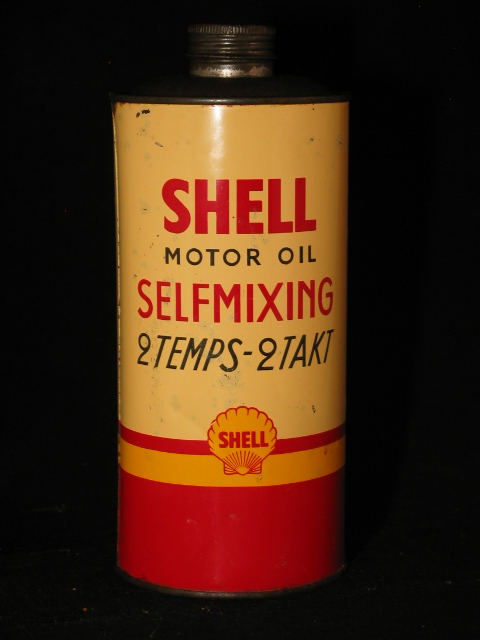 SHELL
MOTOR OIL
SELFMIXING
2TEMPS-2TAKT
SHELL